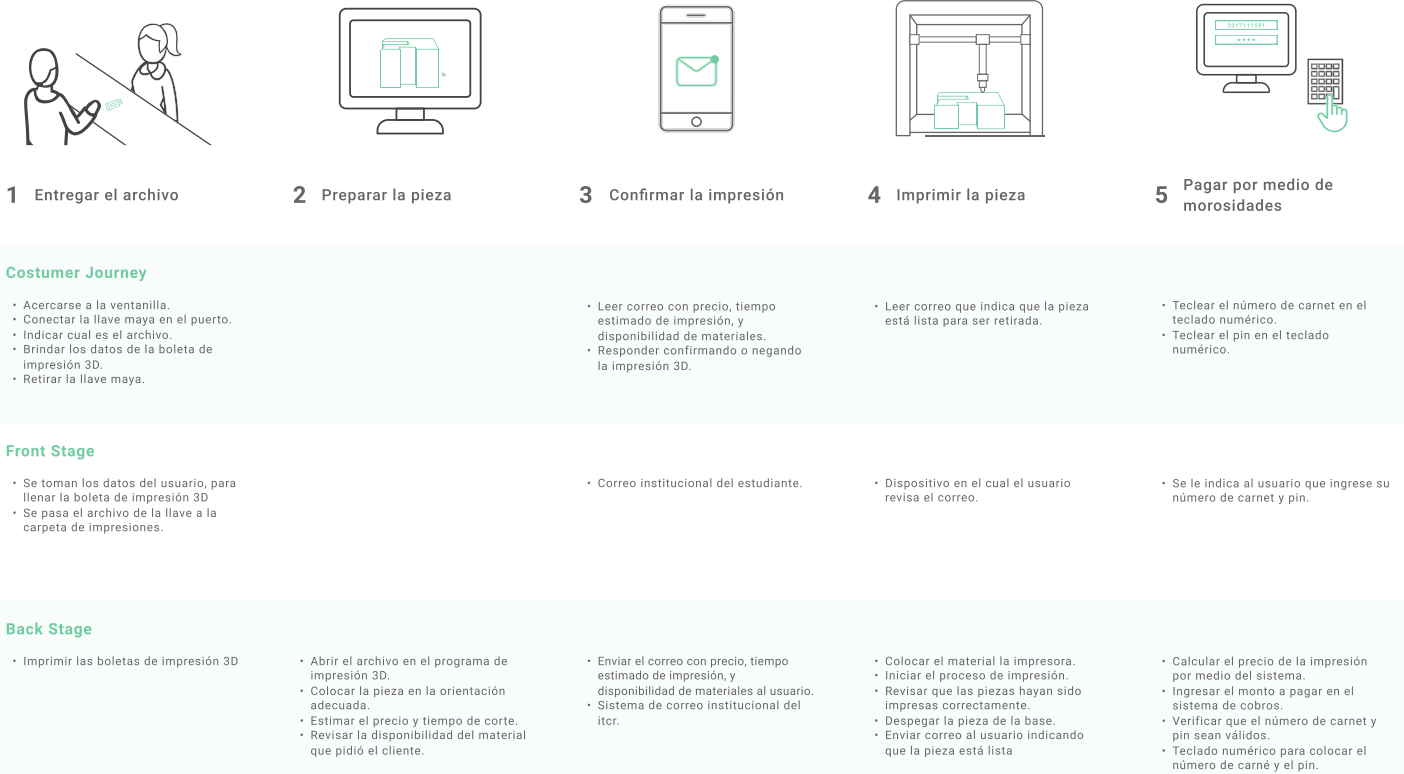 2017111591
****
1 Entregar el archivo
2 Preparar la pieza
3 Confirmar la impresión
4 Imprimir la pieza
5 Pagar por medio de
morosidades
Costumer Journey
• Acercarse a la ventanilla.
• Conectar la llave maya en el puerto.
• Indicar cual es el archivo.
• Brindar los datos de la boleta de
impresión 3D.
• Retirar la llave maya.
• Leer correo con precio, tiempo
estimado de impresión, y
disponibilidad de materiales.
• Responder confirmando o negando
la impresión 3D.
• Leer correo que indica que la pieza
está lista para ser retirada.
• Teclear el número de carnet en el
teclado numérico.
• Teclear el pin en el teclado
numérico.
Front Stage
• Se toman los datos del usuario, para
llenar la boleta de impresión 3D
• Se pasa el archivo de la llave a la
carpeta de impresiones.
• Correo institucional del estudiante.
• Dispositivo en el cual el usuario
revisa el correo.
• Se le indica al usuario que ingrese su
número de carnet y pin.
Back Stage
• Imprimir las boletas de impresión 3D
• Abrir el archivo en el programa de
impresión 3D.
• Colocar la pieza en la orientación
adecuada.
• Estimar el precio y tiempo de corte.
• Revisar la disponibilidad del material
que pidió el cliente.
• Enviar el correo con precio, tiempo
estimado de impresión, y
disponibilidad de materiales al usuario.
• Sistema de correo institucional del
itcr.
• Colocar el material la impresora.
• Iniciar el proceso de impresión.
• Revisar que las piezas hayan sido
impresas correctamente.
• Despegar la pieza de la base.
• Enviar correo al usuario indicando
que la pieza está lista
• Calcular el precio de la impresión
por medio del sistema.
• Ingresar el monto a pagar en el
sistema de cobros.
• Verificar que el número de carnet y
pin sean válidos.
• Teclado numérico para colocar el
número de carné y el pin.